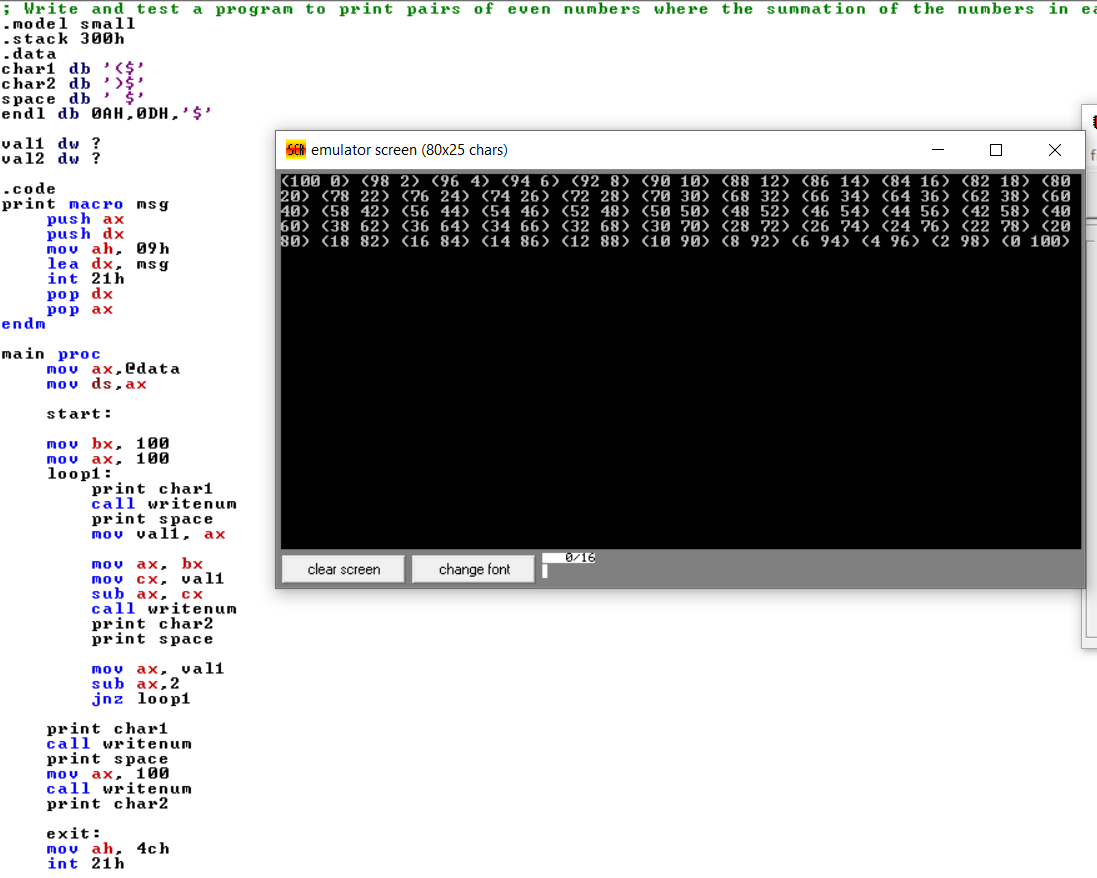 ; Write and test a program to print pairs of even numbers where the summation of the numbers in
.model small
.stack 300h
.data
char1 db '($'
char2 db ')$'
space db ' $'
endl db 0AH,0DH,'$'
val1 dw ?
val2 dw ?
.code
print macro msg
push ax
push dx
mov ah, 09h
lea dx, msg
int 21h
pop dx
pop ax
endm
main proc
mov ax,@data
mov ds,ax
start:
mov bx, 100
mov ax, 100
loop1:
print char1
call writenum
print space
mov val1, ax
mov ax, bx
mov cx, val1
sub ax, cx
call writenum
print char2
print space
mov ax, val1
sub ax,2
jnz loop1
print char1
call writenum
print space
mov ax, 100
call writenum
print char2
exit:
mov ah, 4ch
int 21h
emulator screen (80x25 chars)
(100 0) (98 2) (96 4) (94 6) (92 8) (90 10) (88 12) (86 14) (84 16) (82 18) (80
20) (78 22) (76 24) (74 26) (72 28) (70 30) (68 32) (66 34) (64 36) (62 38) (60
40) (58 42) (56 44) (54 46) (52 48) (50 50) (48 52) (46 54) (44 56) (42 58) (40
60) (38 62) (36 64) (34 66) (32 68) (30 70) (28 72) (26 74) (24 76) (22 78) (20
80) (18 82) (16 84) (14 86) (12 88) (10 90) (8 92) (6 94) (4 96) (2 98) (0 100)
clear screen
change font
0/16